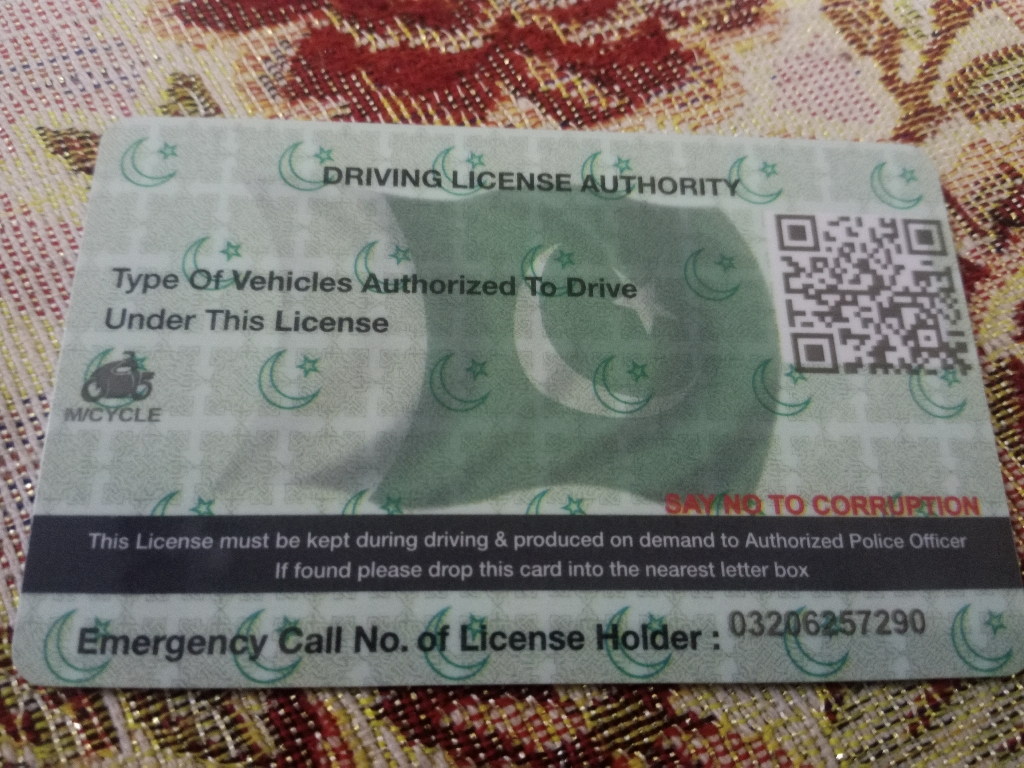 DRIVING LICENSE AUTHORITY
Type Of Vehicles Authorized To Drive
Under This License
M/CYCLE
SAY NO TO CORRUPTION
This License must be kept during driving & produced on demand to Authorized Police Officer
If found please drop this card into the nearest letter box
Emergency Call No. of License Holder : 03206257290